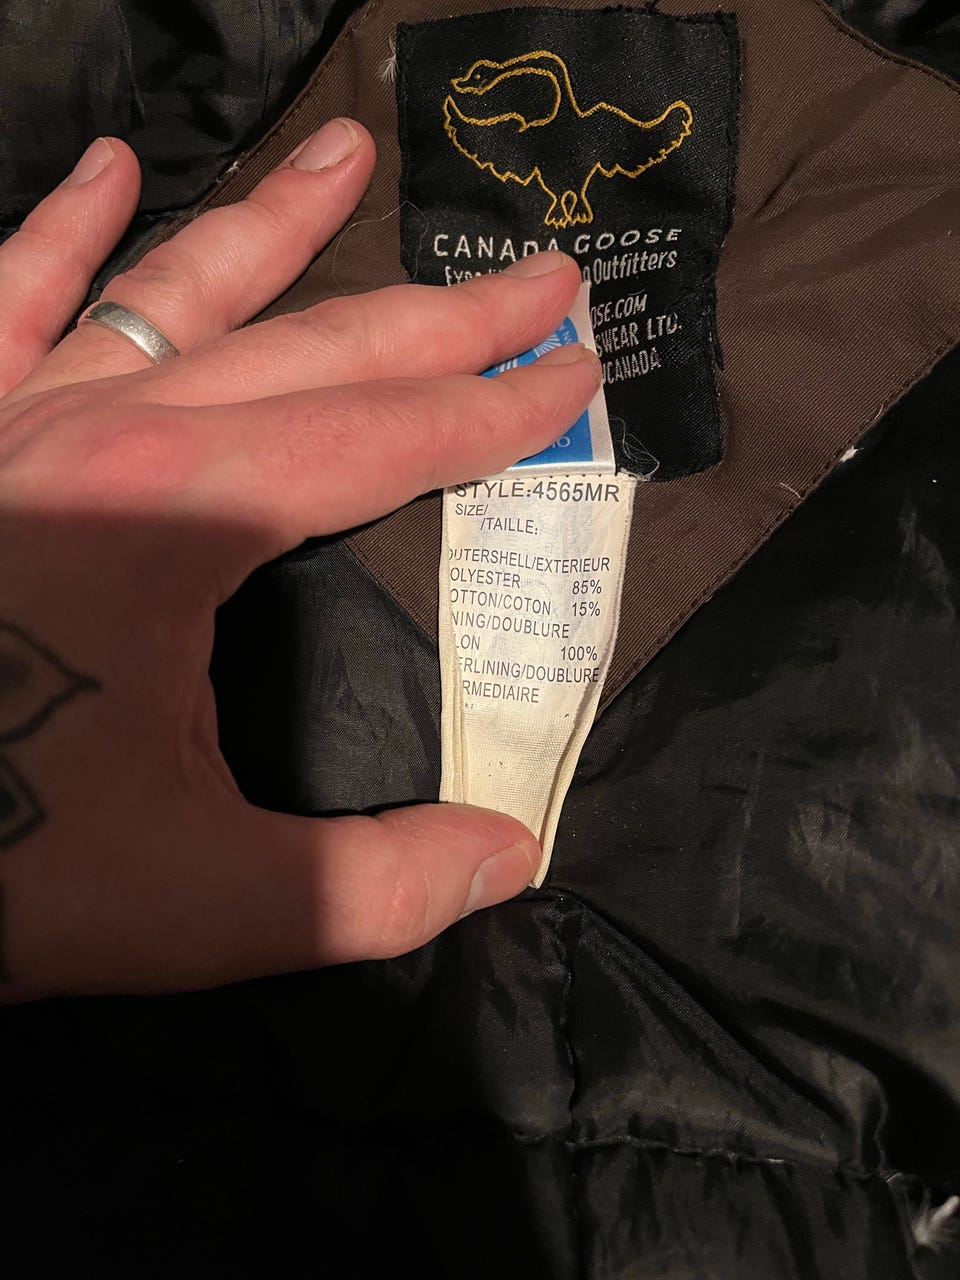 CANADA GOOSE
Outfitters
OSE.COM
SWEAR LTD.
CANADA
STYLE:4565MR
SIZE/
/TAILLE:
OUTERSHELL/EXTERIEUR
OLYESTER 85%
OTTON/COTON 15%
NING/DOUBLURE
LON 100%
ERLINING/DOUBLURE
RMEDIAIRE